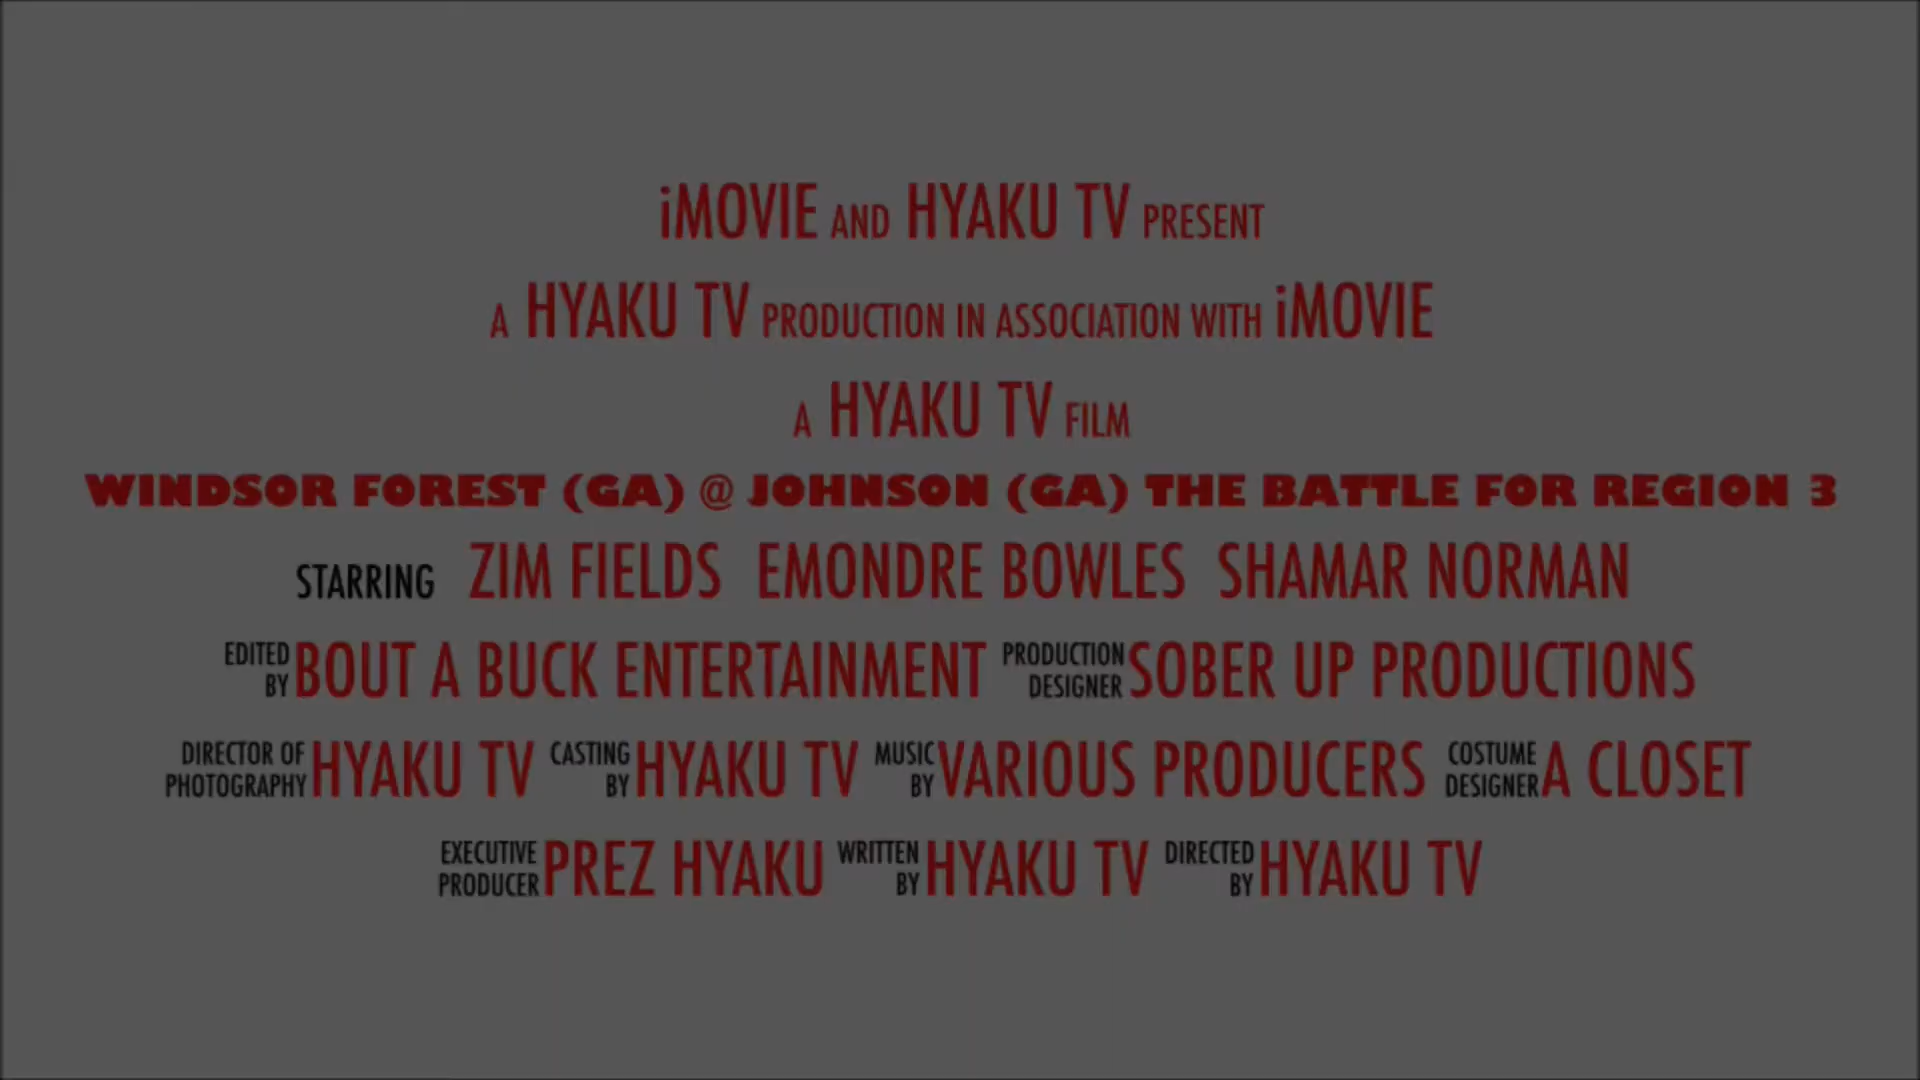 iMOVIE AND HYAKU TV PRESENT
A HYAKU TV PRODUCTION IN ASSOCIATION WITH iMOVIE
A HYAKU TV FILM
WINDSOR FOREST (GA) @ JOHNSON (GA) THE BATTLE FOR REGION 3
STARRING ZIM FIELDS EMONDRE BOWLES SHAMAR NORMAN
EDITED BY BOUT A BUCK ENTERTAINMENT PRODUCTION DESIGNER SOBER UP PRODUCTIONS
DIRECTOR OF PHOTOGRAPHY HYAKU TV CASTING BY HYAKU TV MUSIC BY VARIOUS PRODUCERS COSTUME DESIGNER A CLOSET
EXECUTIVE PRODUCER PREZ HYAKU WRITTEN BY HYAKU TV DIRECTED BY HYAKU TV